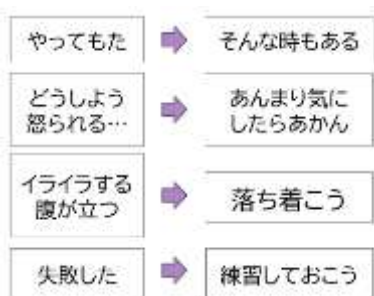 やってもた
そんな時もある
どうしよう
怒られる…
あんまり気に
したらあかん
イライラする
腹が立つ
落ち着こう
失敗した
練習しておこう